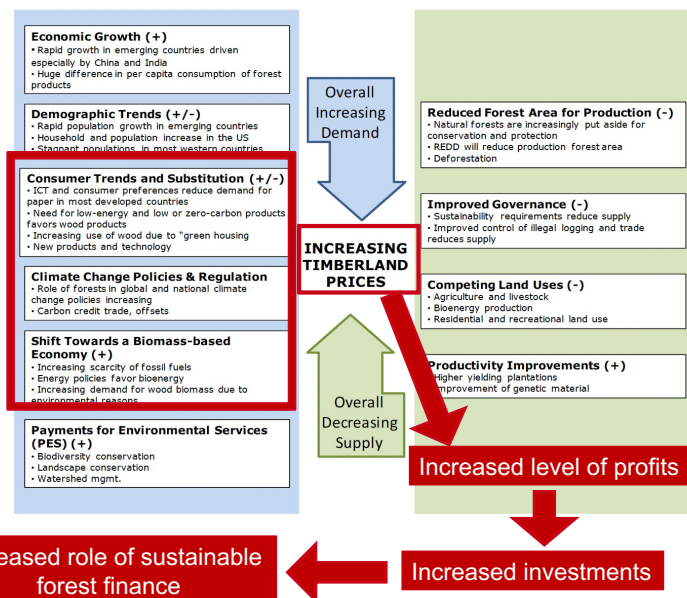 Economic Growth (+)
• Rapid growth in emerging countries driven
especially by China and India
• Huge difference in per capita consumption of forest
products
Demographic Trends (+/-)
• Rapid population growth in emerging countries
• Household and population increase in the US
• Stagnant populations in most western countries
Consumer Trends and Substitution (+/-)
• ICT and consumer preferences reduce demand for
paper in most developed countries
• Need for low-energy and low or zero-carbon products
favors wood products
• Increasing use of wood due to "green housing
• New products and technology
Climate Change Policies & Regulation
• Role of forests in global and national climate
change policies increasing
• Carbon credit trade, offsets
Shift Towards a Biomass-based
Economy (+)
• Increasing scarcity of fossil fuels
• Energy policies favor bioenergy
• Increasing demand for wood biomass due to
environmental reasons
Payments for Environmental Services
(PES) (+)
• Biodiversity conservation
• Landscape conservation
• Watershed mgmt.
Overall
Increasing
Demand
INCREASING
TIMBERLAND
PRICES
Overall
Decreasing
Supply
Reduced Forest Area for Production (-)
• Natural forests are increasingly put aside for
conservation and protection
• REDD will reduce production forest area
• Deforestation
Improved Governance (-)
• Sustainability requirements reduce supply
• Improved control of illegal logging and trade
reduces supply
Competing Land Uses (-)
• Agriculture and livestock
• Bioenergy production
• Residential and recreational land use
Productivity Improvements (+)
Higher yielding plantations
Improvement of genetic material
Increased level of profits
Increased investments
eased role of sustainable
forest finance